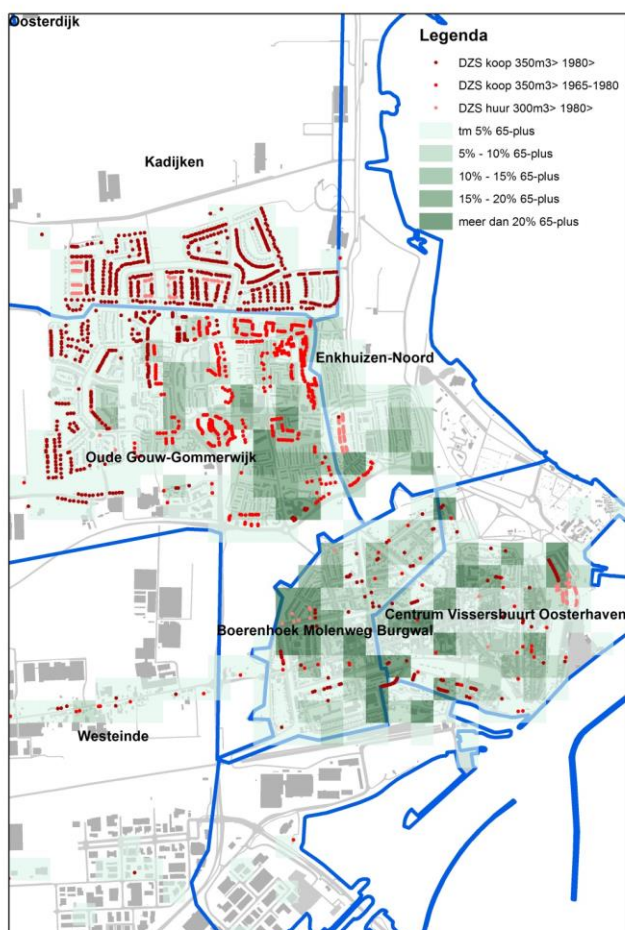 Oosterdijk
Legenda
DZS koop 350m3> 1980>
DZS koop 350m3> 1965-1980
DZS huur 300m3> 1980>
tm 5% 65-plus
5% - 10% 65-plus
10% - 15% 65-plus
15% - 20% 65-plus
meer dan 20% 65-plus
Kadijken
Enkhuizen-Noord
Oude Gouw-Gommerwijk
Centrum Vissersbuurt Oosterhaven
Boerenhoek Molenweg Burgwal
Westeinde